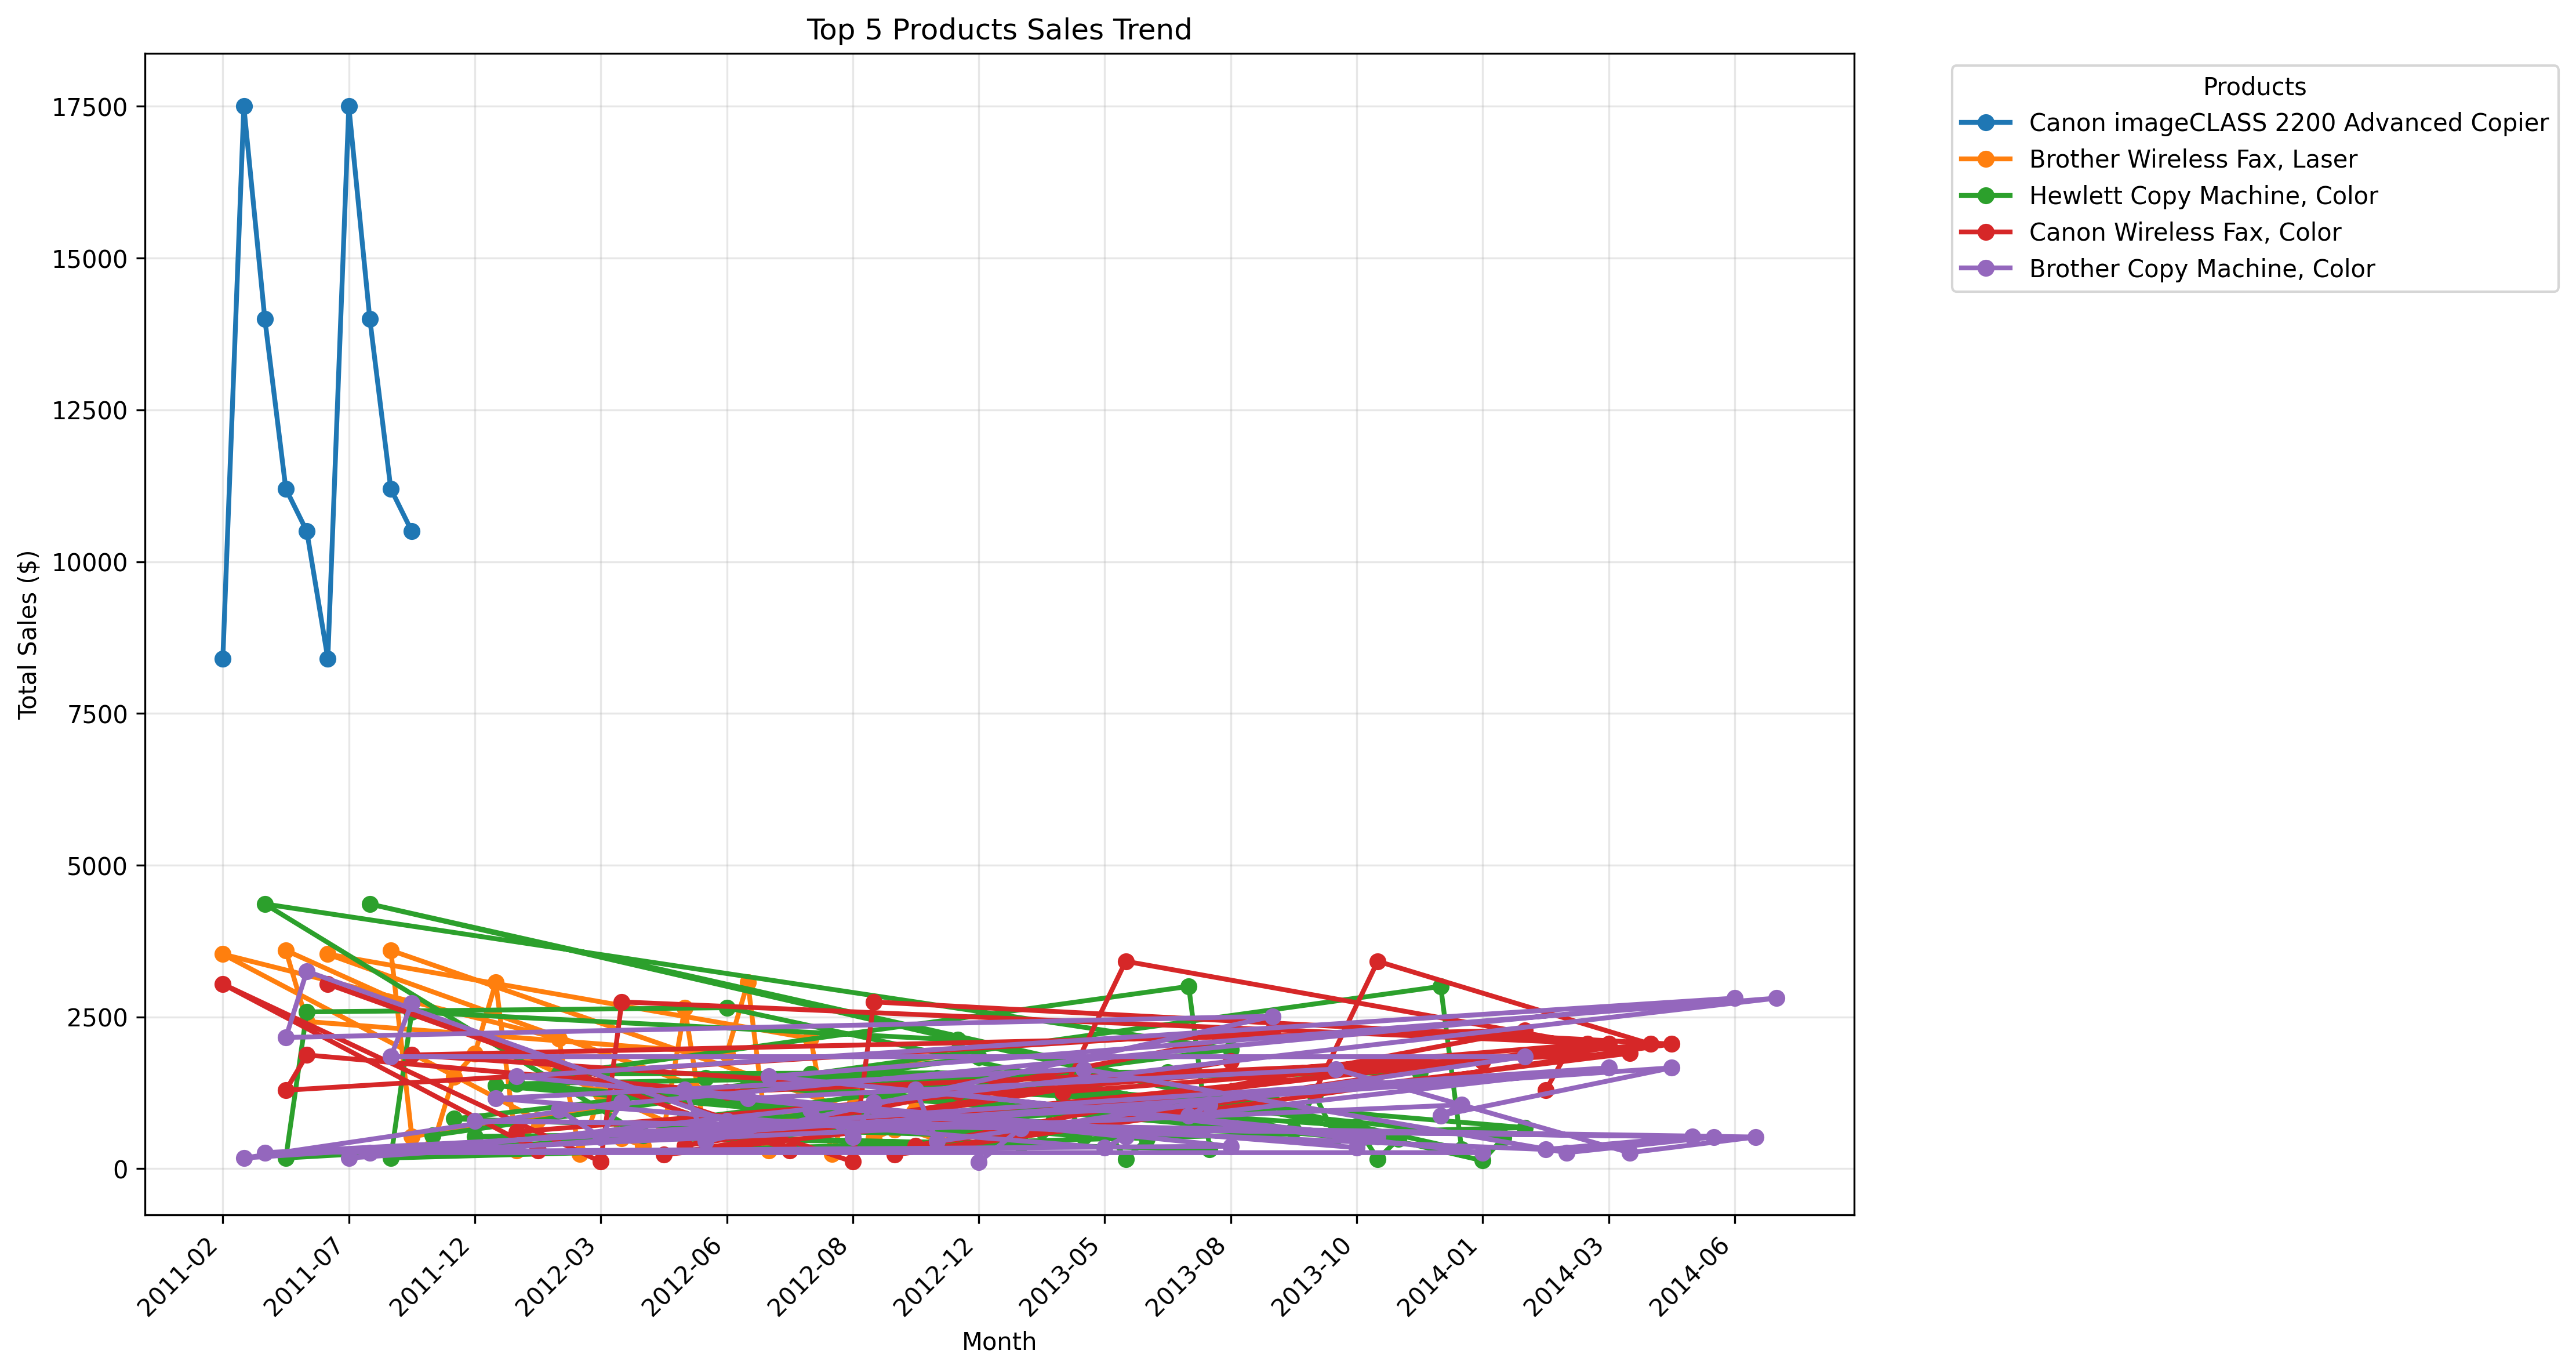 Top 5 Products Sales Trend
Total Sales ($)
17500
15000
12500
10000
7500
5000
2500
0
2011-02
2011-07
2011-12
2012-03
2012-06
2012-08
2012-12
2013-05
2013-08
2013-10
2014-01
2014-03
2014-06
Month
Products
Canon imageCLASS 2200 Advanced Copier
Brother Wireless Fax, Laser
Hewlett Copy Machine, Color
Canon Wireless Fax, Color
Brother Copy Machine, Color